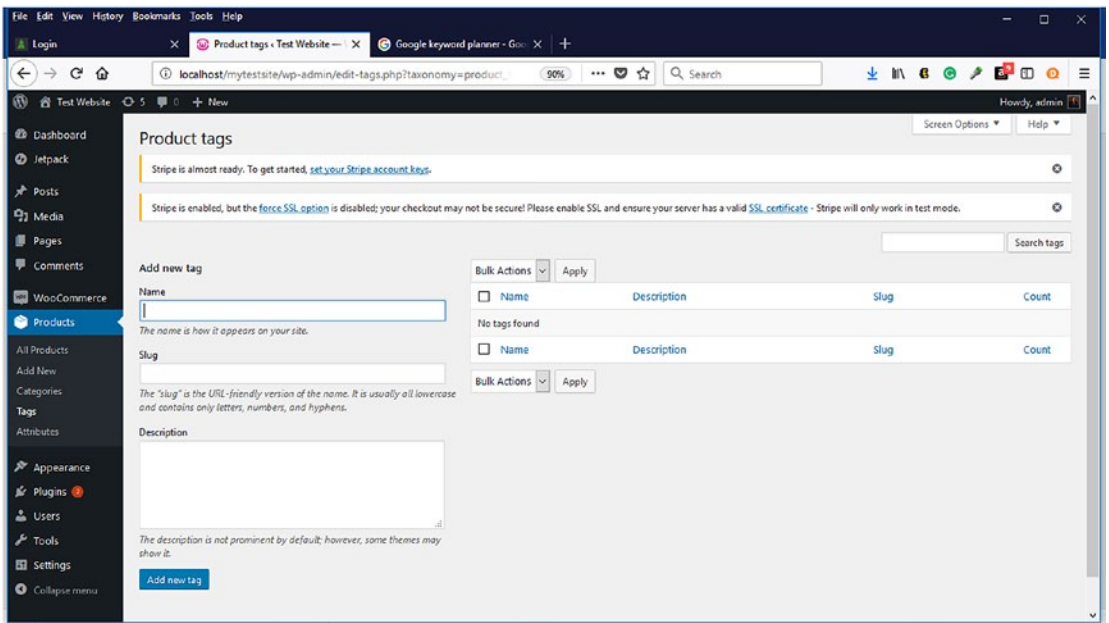 File Edit View History Bookmarks Tools Help
Login
Product tags ‹ Test Website —
Google keyword planner - Goo
localhost/mytestsite/wp-admin/edit-tags.php?taxonomy=product_
90%
Search
Test Website 5 0 + New
Howdy, admin
Screen Options
Help
Dashboard
Jetpack
Posts
Media
Pages
Comments
WooCommerce
Products
All Products
Add New
Categories
Tags
Attributes
Appearance
Plugins 2
Users
Tools
Settings
Collapse menu
Product tags
Stripe is almost ready. To get started, set your Stripe account keys.
Stripe is enabled, but the force SSL option is disabled; your checkout may not be secure! Please enable SSL and ensure your server has a valid SSL certificate - Stripe will only work in test mode.
Search tags
Add new tag
Name
The name is how it appears on your site.
Slug
The "slug" is the URL-friendly version of the name. It is usually all lowercase
and contains only letters, numbers, and hyphens.
Description
The description is not prominent by default; however, some themes may
show it.
Add new tag
Bulk Actions Apply
Name Description Slug Count
No tags found
Name Description Slug Count
Bulk Actions Apply